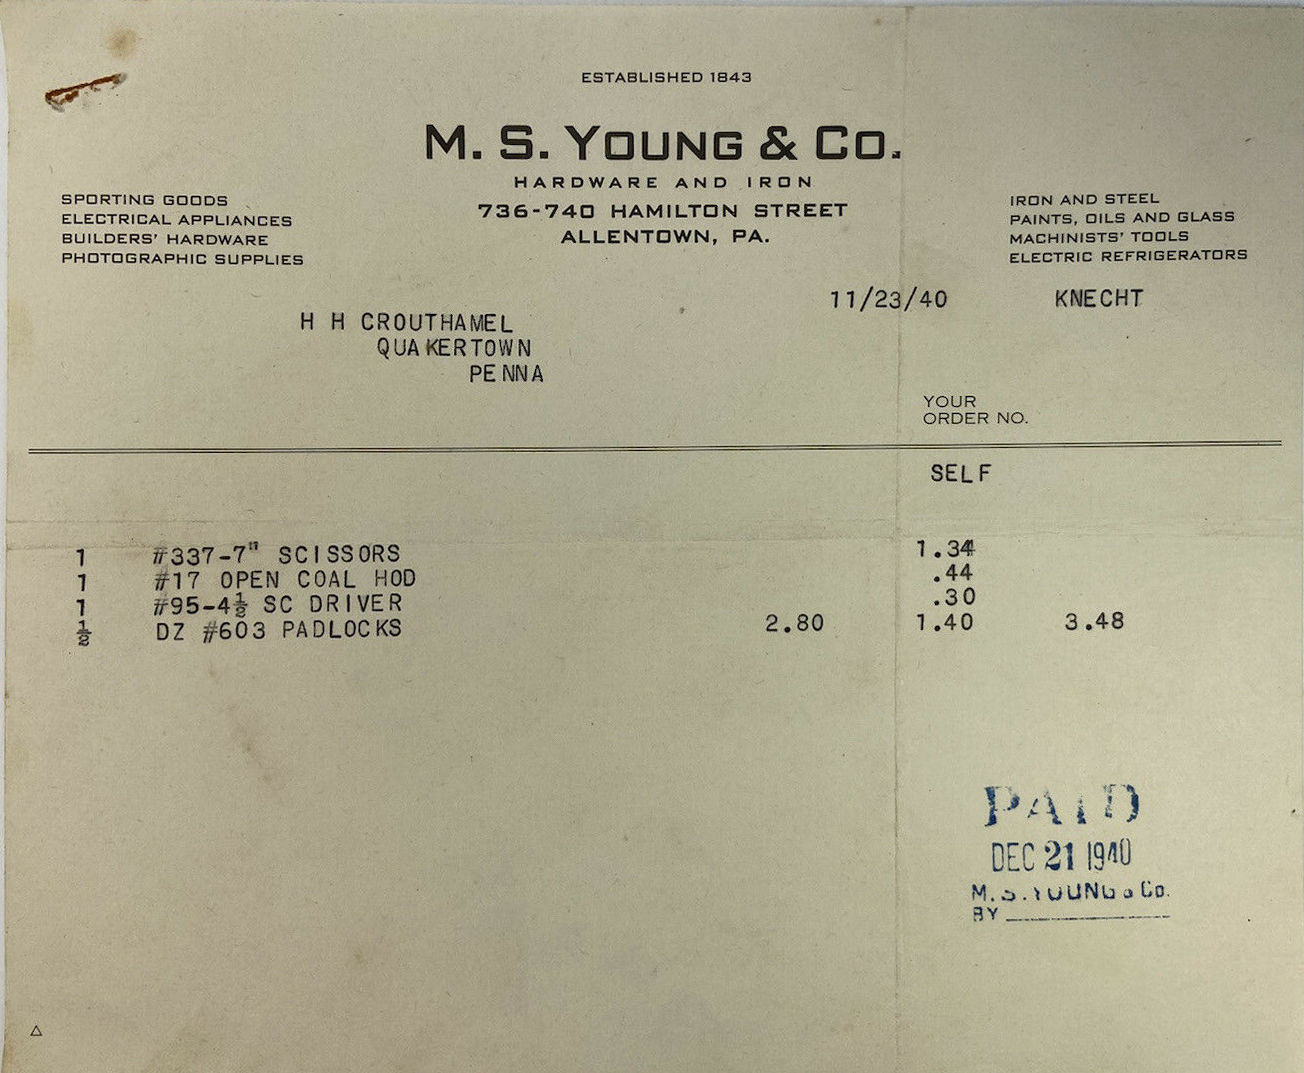 ESTABLISHED 1843
M. S. YOUNG & CO.
HARDWARE AND IRON
736-740 HAMILTON STREET
ALLENTOWN, PA.
SPORTING GOODS
ELECTRICAL APPLIANCES
BUILDERS' HARDWARE
PHOTOGRAPHIC SUPPLIES
IRON AND STEEL
PAINTS, OILS AND GLASS
MACHINISTS' TOOLS
ELECTRIC REFRIGERATORS
11/23/40 KNECHT
H H CROUTHAMEL
QUAKERTOWN
PENNA
YOUR
ORDER NO.
SELF
1 #337-7" SCISSORS 1.34
1 #17 OPEN COAL HOD .44
1 #95-4½ SC DRIVER .30
½ DZ #603 PADLOCKS 2.80 1.40 3.48
PAID
DEC 21 1940
M. S. YOUNG & Co.
BY